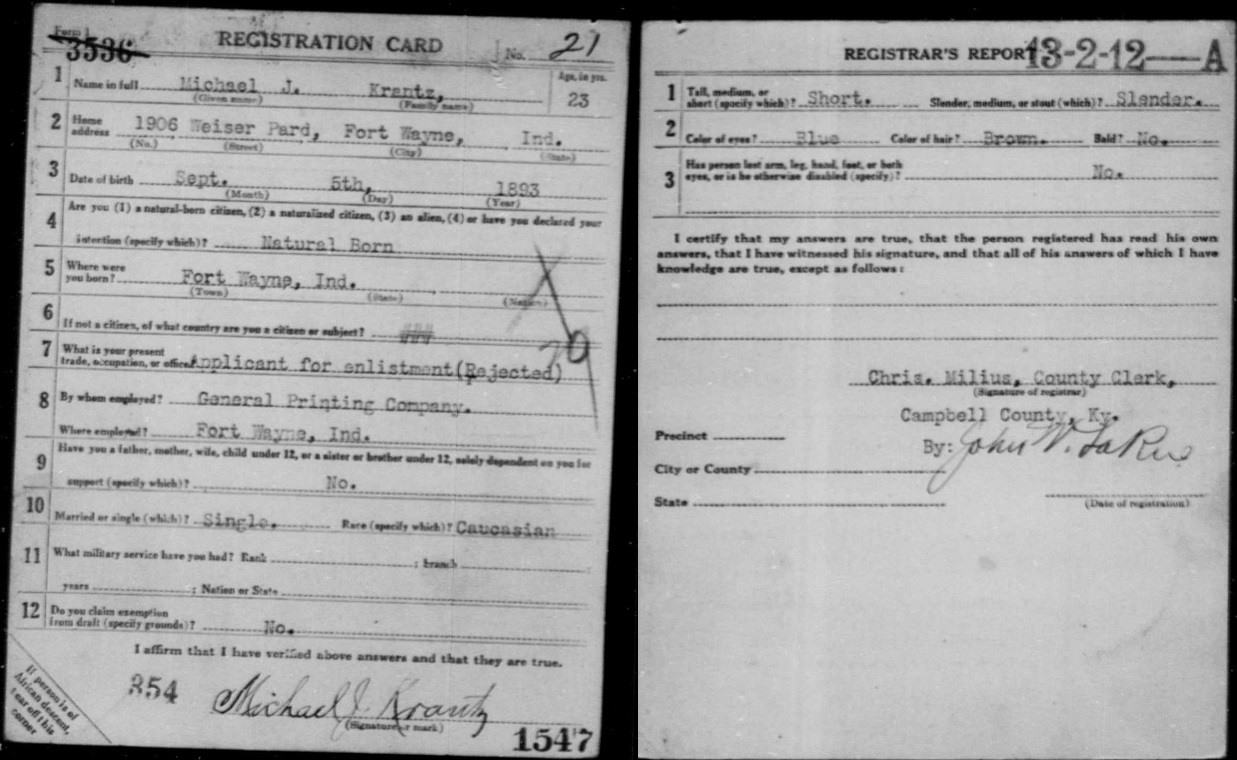 Form 1
3536 REGISTRATION CARD No. 21
1 Name in full Michael J. Krantz, Age, in yrs. 23
(Given name) (Family name)
2 Home address 1906 Weiser Pard, Fort Wayne, Ind.
(No.) (Street) (City) (State)
3 Date of birth Sept. 5th, 1893
(Month) (Day) (Year)
4 Are you (1) a natural-born citizen, (2) a naturalized citizen, (3) an alien, (4) or have you declared your
intention (specify which)? Natural Born
5 Where were you born? Fort Wayne, Ind.
(Town) (State) (Nation)
6 If not a citizen, of what country are you a citizen or subject? ###
7 What is your present
trade, occupation, or office? Applicant for enlistment(Rejected)
8 By whom employed? General Printing Company.
Where employed? Fort Wayne, Ind.
9 Have you a father, mother, wife, child under 12, or a sister or brother under 12, solely dependent on you for
support (specify which)? No.
10 Married or single (which)? Single. Race (specify which)? Caucasian
11 What military service have you had? Rank ; branch ;
years ; Nation or State
12 Do you claim exemption
from draft (specify grounds)? No.
I affirm that I have verified above answers and that they are true.
354 Michael J. Krantz
(Signature or mark)
If person is of
African descent,
tear off this
corner
1547
REGISTRAR'S REPORT 13-2-12-A
1 Tall, medium, or
short (specify which)? Short. Slender, medium, or stout (which)? Slender.
2 Color of eyes? Blue Color of hair? Brown. Bald? No.
3 Has person lost arm, leg, hand, foot, or both
eyes, or is he otherwise disabled (specify)? No.
I certify that my answers are true, that the person registered has read his own
answers, that I have witnessed his signature, and that all of his answers of which I have
knowledge are true, except as follows:
Chris. Milius, County Clerk,
(Signature of registrar)
Campbell County, Ky.
Precinct
By: John W. LaRue
City or County
State
(Date of registration)